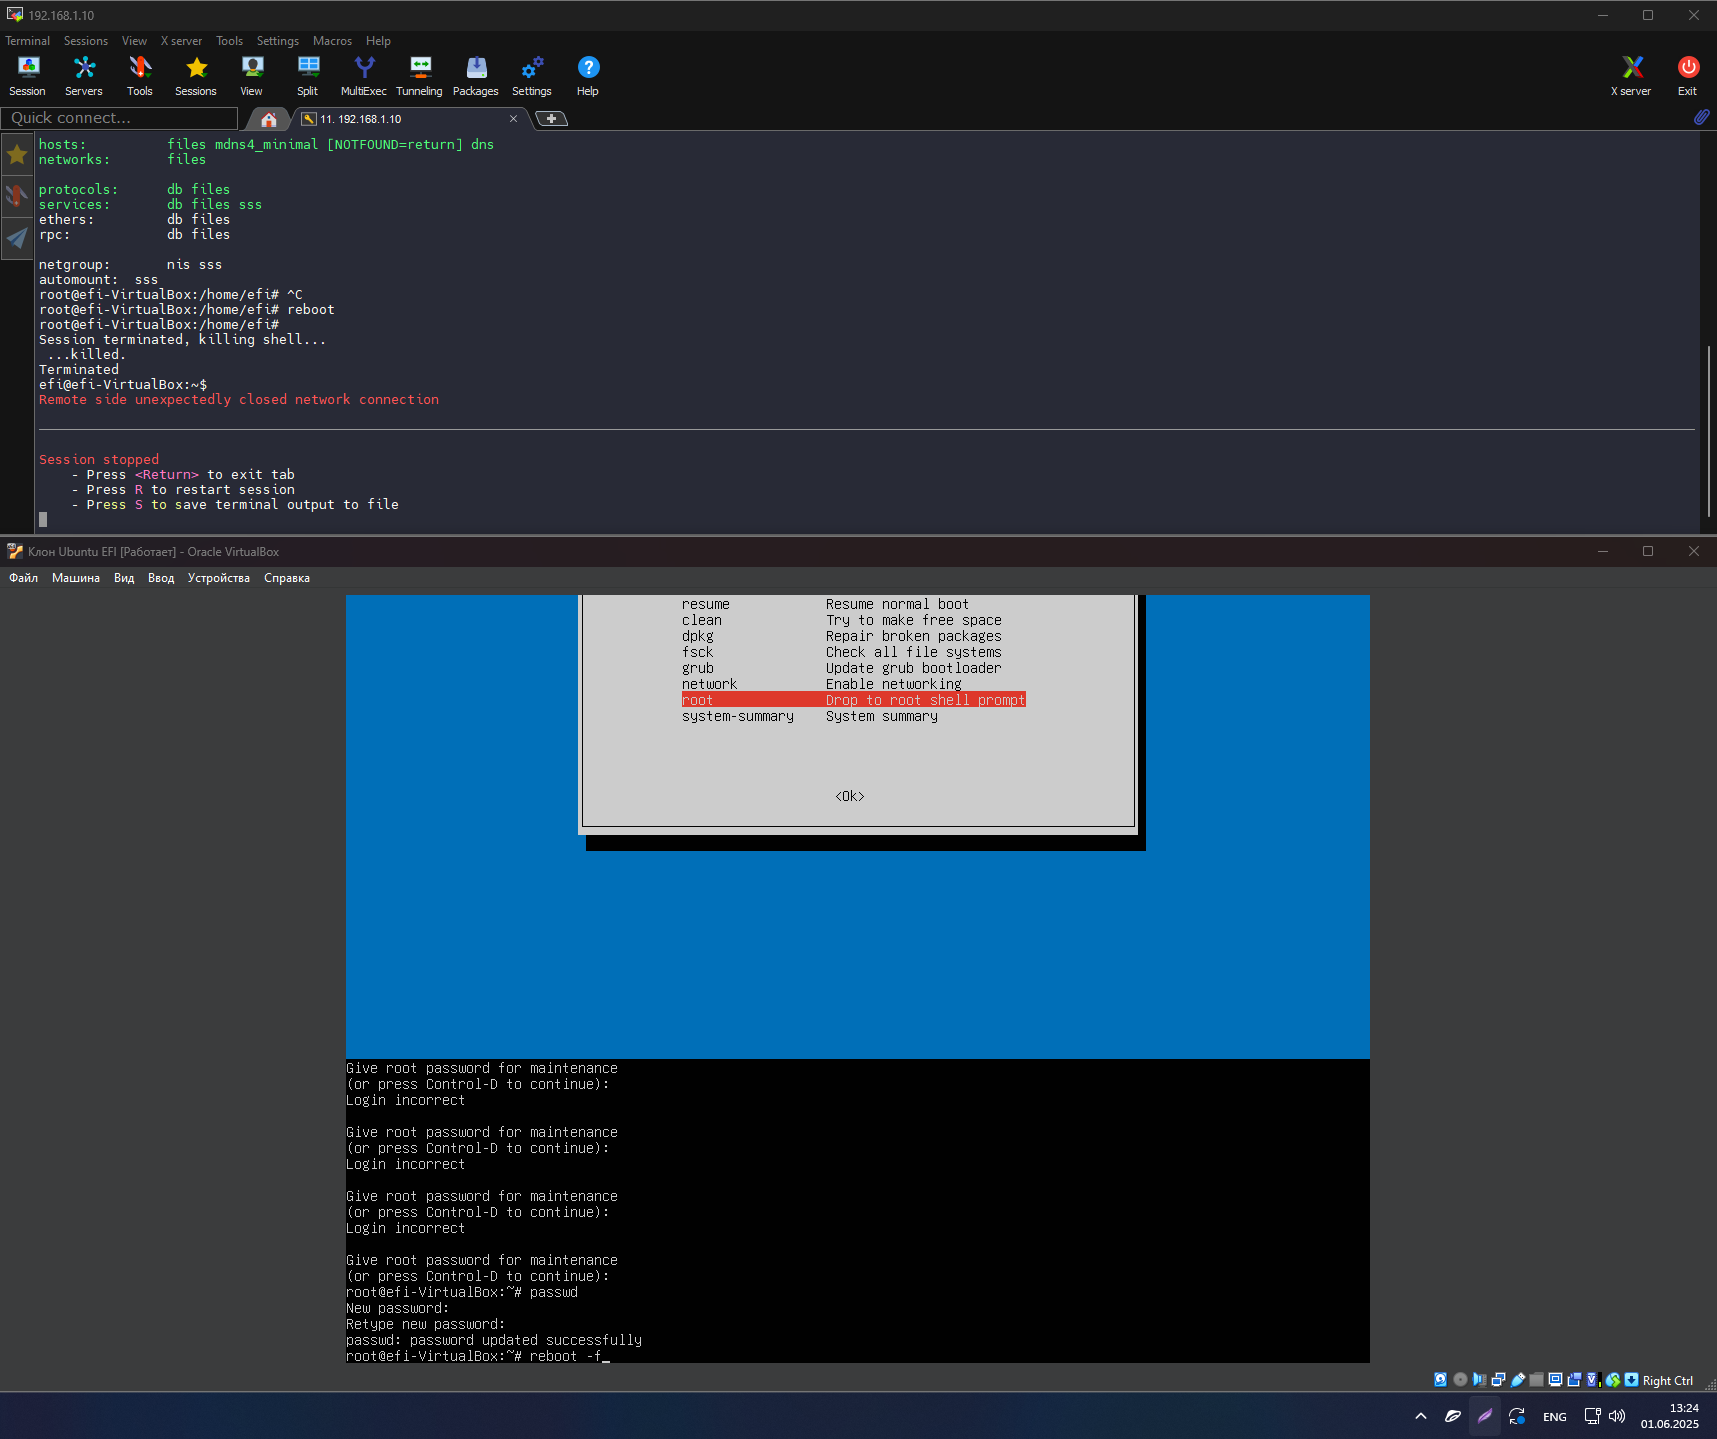 192.168.1.10
Terminal Sessions View X server Tools Settings Macros Help
Session Servers Tools Sessions View Split MultiExec Tunneling Packages Settings Help X server Exit
Quick connect... 11. 192.168.1.10
hosts:          files mdns4_minimal [NOTFOUND=return] dns
networks:       files
protocols:      db files
services:       db files sss
ethers:         db files
rpc:            db files
netgroup:       nis sss
automount:  sss
root@efi-VirtualBox:/home/efi# ^C
root@efi-VirtualBox:/home/efi# reboot
root@efi-VirtualBox:/home/efi#
Session terminated, killing shell...
 ...killed.
Terminated
efi@efi-VirtualBox:~$
Remote side unexpectedly closed network connection
Session stopped
    - Press <Return> to exit tab
    - Press R to restart session
    - Press S to save terminal output to file
Клон Ubuntu EFI [Работает] - Oracle VirtualBox
Файл Машина Вид Ввод Устройства Справка
resume Resume normal boot
clean Try to make free space
dpkg Repair broken packages
fsck Check all file systems
grub Update grub bootloader
network Enable networking
root Drop to root shell prompt
system-summary System summary
<Ok>
Give root password for maintenance
(or press Control-D to continue):
Login incorrect
Give root password for maintenance
(or press Control-D to continue):
Login incorrect
Give root password for maintenance
(or press Control-D to continue):
Login incorrect
Give root password for maintenance
(or press Control-D to continue):
root@efi-VirtualBox:~# passwd
New password:
Retype new password:
passwd: password updated successfully
root@efi-VirtualBox:~# reboot -f_
Right Ctrl
ENG 13:24
01.06.2025